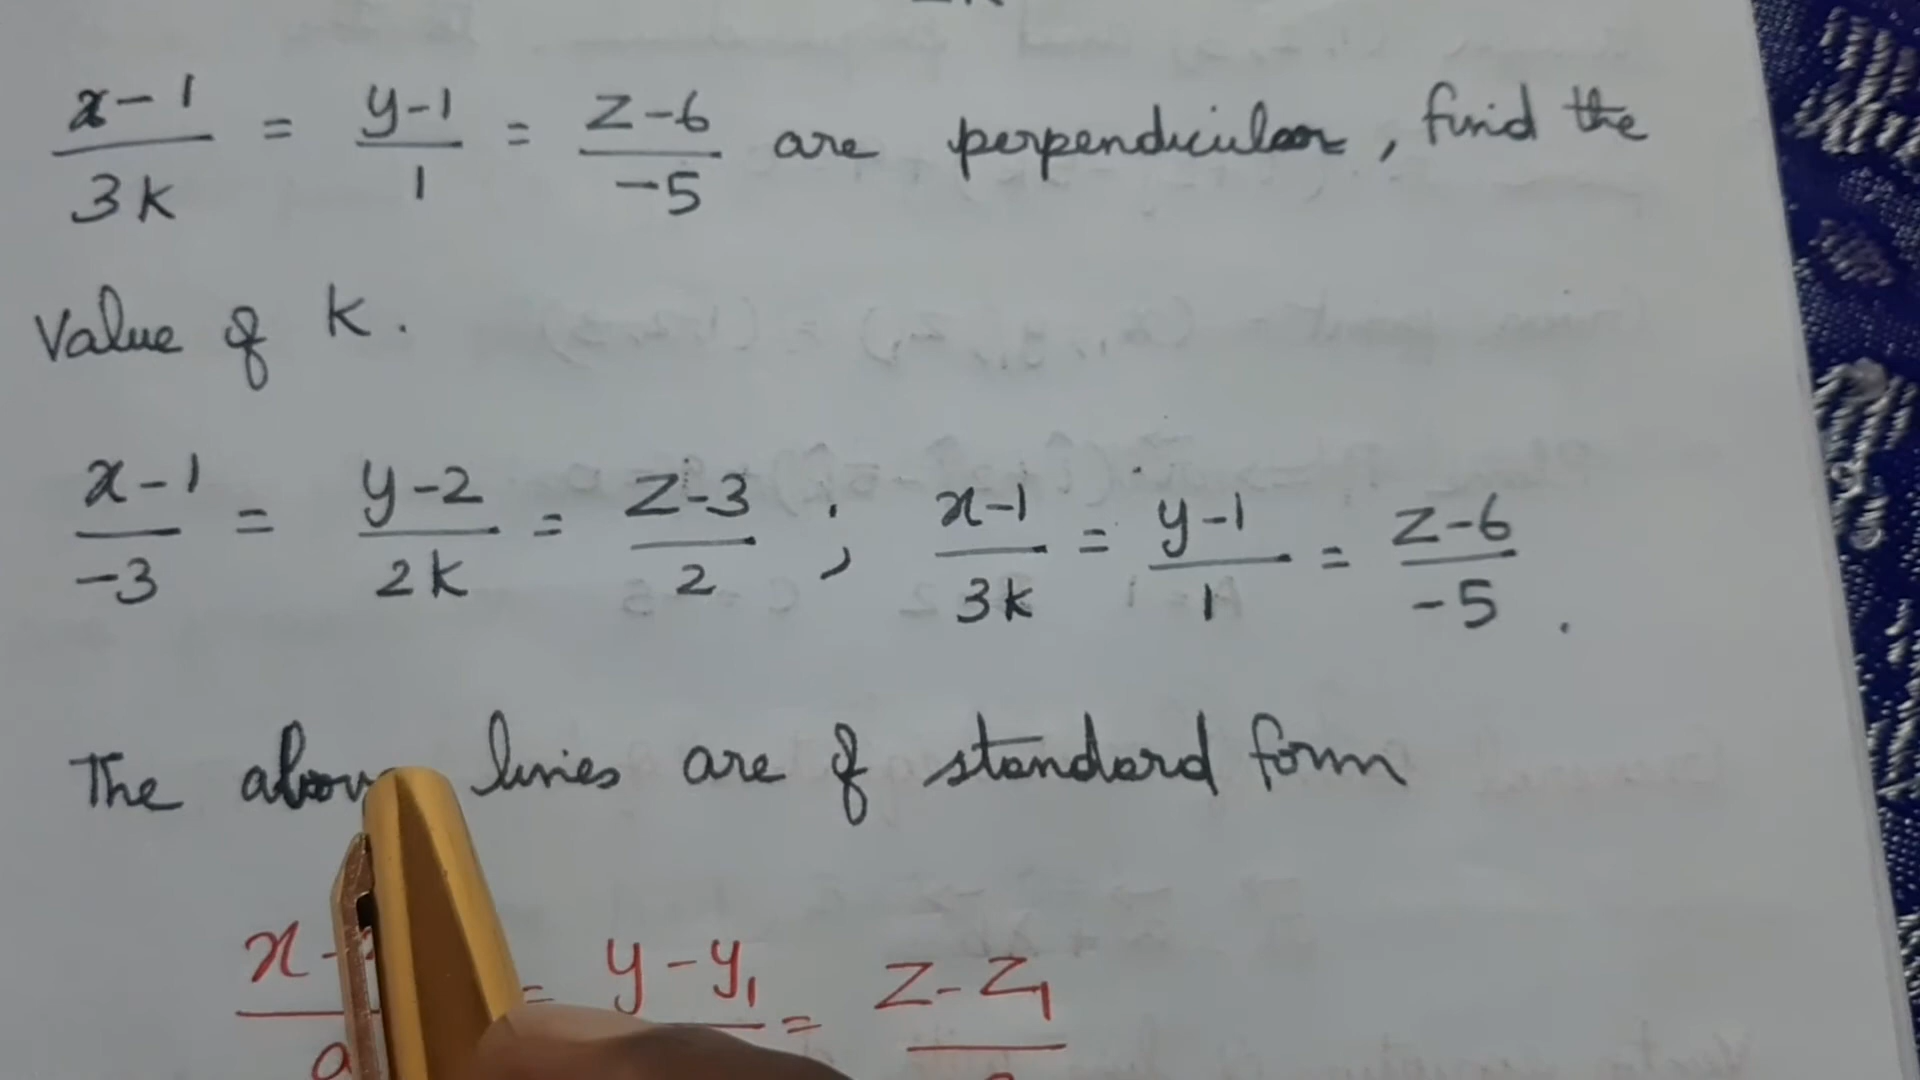 x-1/3k = y-1/1 = z-6/-5 are perpendicular, find the
Value of k.
x-1/-3 = y-2/2k = z-3/2 ; x-1/3k = y-1/1 = z-6/-5 .
The above lines are of standard form
x- = y-y₁ = z-z₁
a